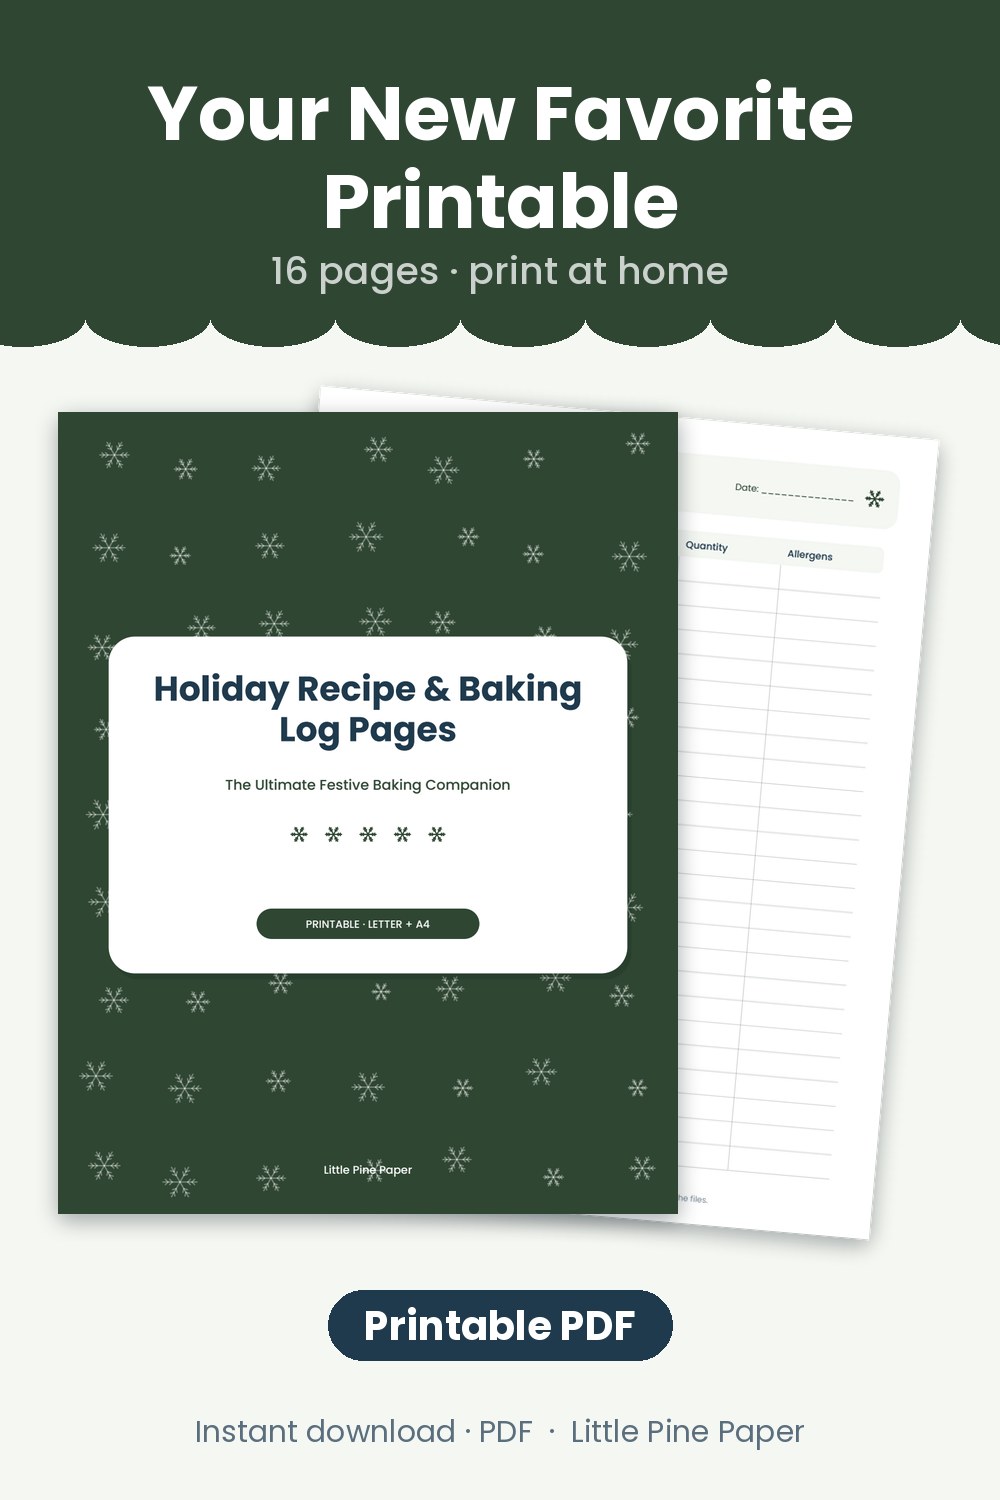 Your New Favorite
Printable
16 pages · print at home
Date: _ _ _ _ _ _ _ _ _ _ _ _ _ _
Quantity Allergens
Holiday Recipe & Baking
Log Pages
The Ultimate Festive Baking Companion
PRINTABLE · LETTER + A4
Little Pine Paper
files.
Printable PDF
Instant download · PDF · Little Pine Paper